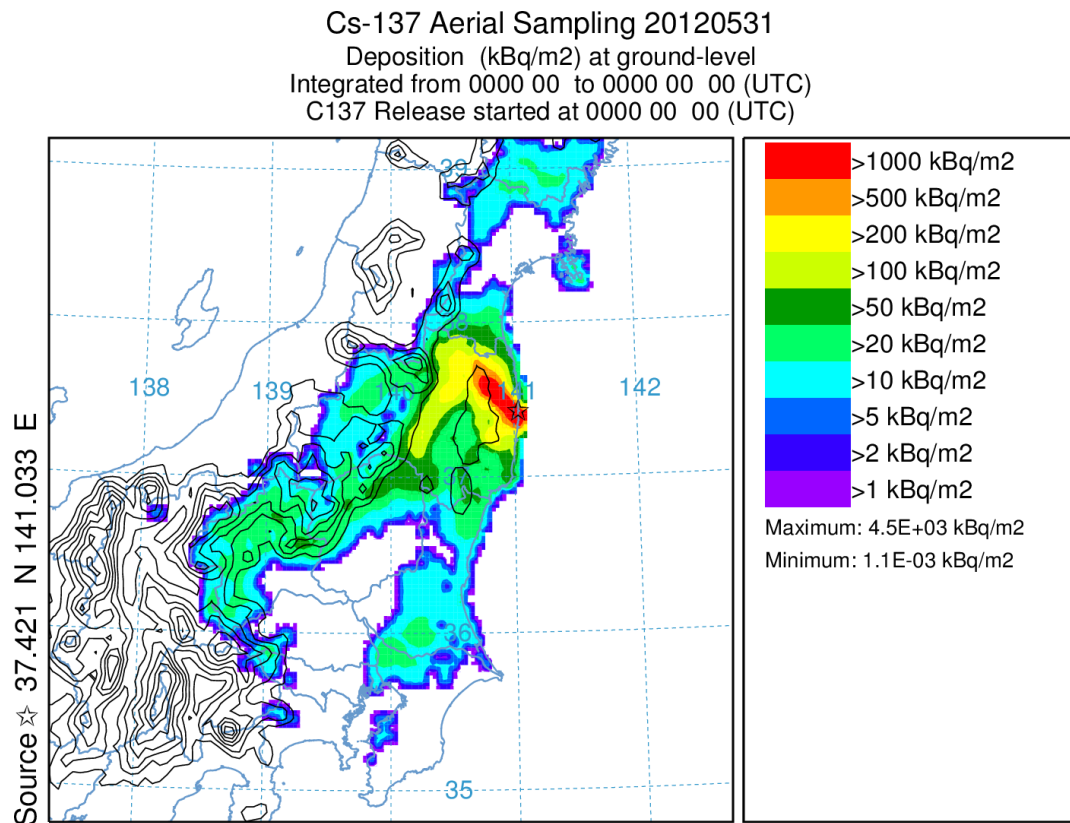 Cs-137 Aerial Sampling 20120531
Deposition (kBq/m2) at ground-level
Integrated from 0000 00 to 0000 00 00 (UTC)
C137 Release started at 0000 00 00 (UTC)
Source ☆ 37.421 N 141.033 E
39
38
138
139
140
141
142
37
36
35
>1000 kBq/m2
>500 kBq/m2
>200 kBq/m2
>100 kBq/m2
>50 kBq/m2
>20 kBq/m2
>10 kBq/m2
>5 kBq/m2
>2 kBq/m2
>1 kBq/m2
Maximum: 4.5E+03 kBq/m2
Minimum: 1.1E-03 kBq/m2